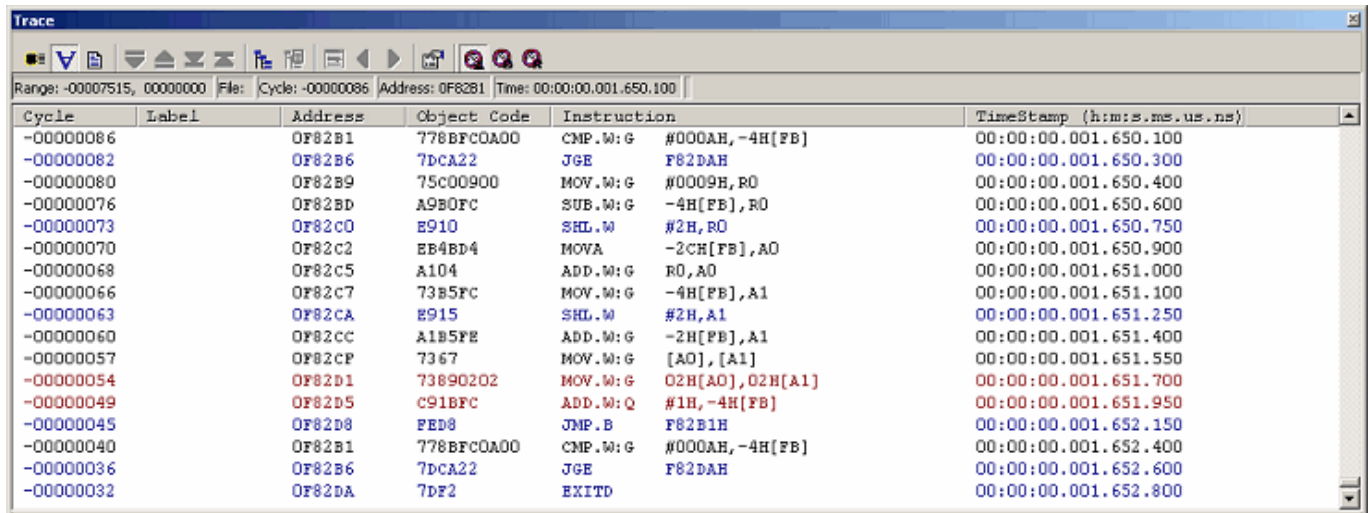 Trace
Range: -00007515, 00000000 File: Cycle: -00000086 Address: 0F82B1 Time: 00:00:00.001.650.100
Cycle Label Address Object Code Instruction TimeStamp (h:m:s.ms.us.ns)
-00000086 0F82B1 778BFC0A00 CMP.W:G #000AH,-4H[FB] 00:00:00.001.650.100
-00000082 0F82B6 7DCA22 JGE F82DAH 00:00:00.001.650.300
-00000080 0F82B9 75C00900 MOV.W:G #0009H,R0 00:00:00.001.650.400
-00000076 0F82BD A9B0FC SUB.W:G -4H[FB],R0 00:00:00.001.650.600
-00000073 0F82C0 E910 SHL.W #2H,R0 00:00:00.001.650.750
-00000070 0F82C2 EB4BD4 MOVA -2CH[FB],A0 00:00:00.001.650.900
-00000068 0F82C5 A104 ADD.W:G R0,A0 00:00:00.001.651.000
-00000066 0F82C7 73B5FC MOV.W:G -4H[FB],A1 00:00:00.001.651.100
-00000063 0F82CA E915 SHL.W #2H,A1 00:00:00.001.651.250
-00000060 0F82CC A1B5FE ADD.W:G -2H[FB],A1 00:00:00.001.651.400
-00000057 0F82CF 7367 MOV.W:G [A0],[A1] 00:00:00.001.651.550
-00000054 0F82D1 73890202 MOV.W:G 02H[A0],02H[A1] 00:00:00.001.651.700
-00000049 0F82D5 C91BFC ADD.W:Q #1H,-4H[FB] 00:00:00.001.651.950
-00000045 0F82D8 FED8 JMP.B F82B1H 00:00:00.001.652.150
-00000040 0F82B1 778BFC0A00 CMP.W:G #000AH,-4H[FB] 00:00:00.001.652.400
-00000036 0F82B6 7DCA22 JGE F82DAH 00:00:00.001.652.600
-00000032 0F82DA 7DF2 EXITD 00:00:00.001.652.800